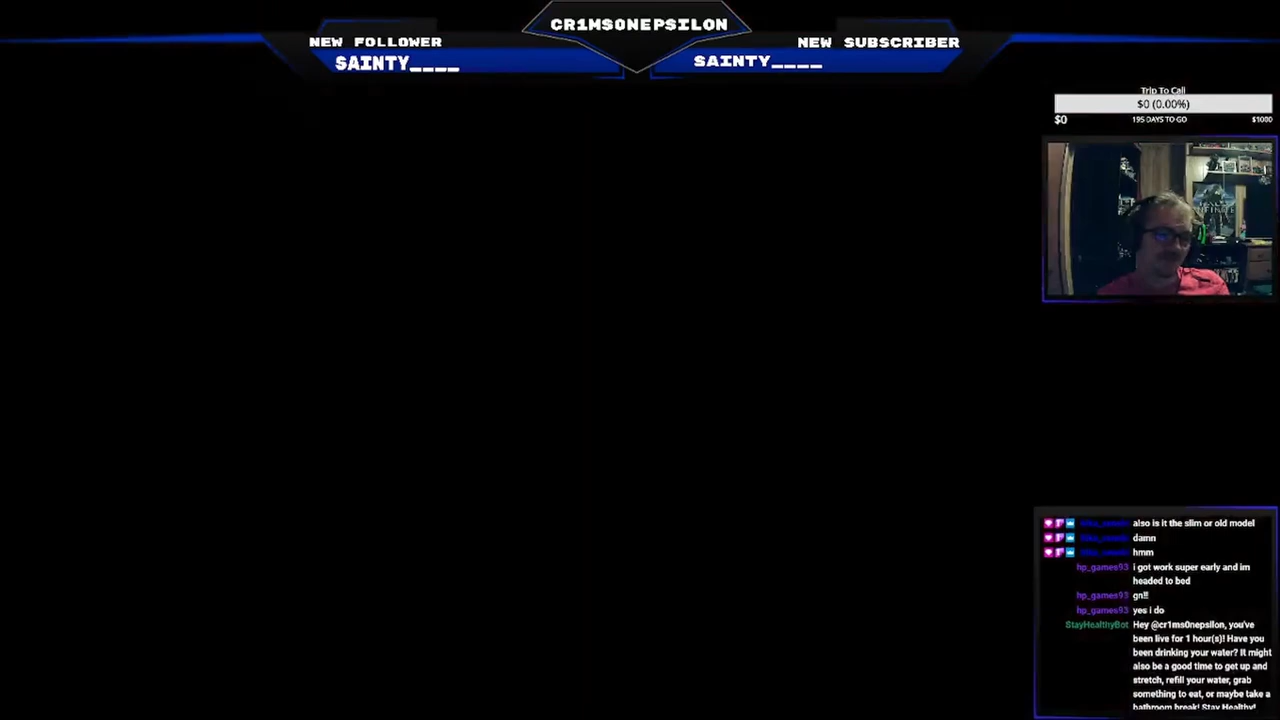 CR1MS0NEPSILON
NEW FOLLOWER
SAINTY____
NEW SUBSCRIBER
SAINTY____
Trip To Cali
$0 (0.00%)
$0 195 DAYS TO GO $1000
also is it the slim or old model
damn
hmm
hp_games93 i got work super early and im
headed to bed
hp_games93 gn!!
hp_games93 yes i do
StayHealthyBot Hey @cr1ms0nepsilon, you've
been live for 1 hour(s)! Have you
been drinking your water? It might
also be a good time to get up and
stretch, refill your water, grab
something to eat, or maybe take a
bathroom break! Stay Healthy!